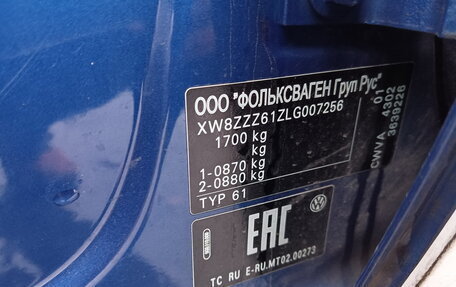 ООО "ФОЛЬКСВАГЕН Груп Рус"
XW8ZZZ61ZLG007256
1700 kg
kg
1-0870 kg
2-0880 kg
TYP 61
01
4302
CWVA 3639226
EAC
TC RU E-RU.MT02.00273